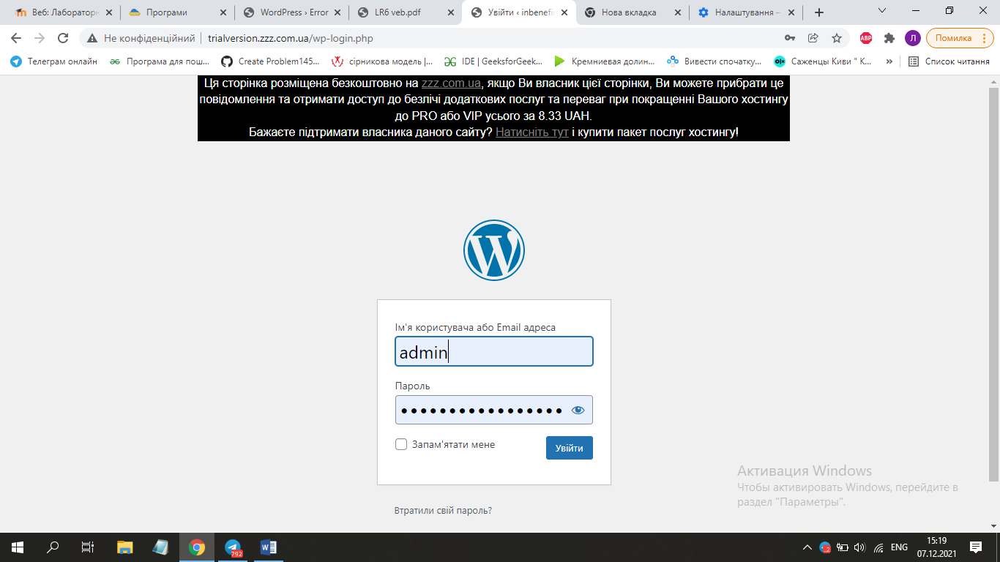 Веб: Лабораторн
Програми
WordPress › Error
LR6 veb.pdf
Увійти ‹ inbenefi
Нова вкладка
Налаштування –
Не конфіденційний
trialversion.zzz.com.ua/wp-login.php
ABP
Л
Помилка
Телеграм онлайн
Програма для пош...
Create Problem145...
сірникова модель |...
IDE | GeeksforGeek...
Кремниевая долин...
Вивести спочатку...
Саженцы Киви " К...
»
Список читання
Ця сторінка розміщена безкоштовно на zzz.com.ua, якщо Ви власник цієї сторінки, Ви можете прибрати це
повідомлення та отримати доступ до безлічі додаткових послуг та переваг при покращенні Вашого хостингу
до PRO або VIP усього за 8.33 UAH.
Бажаєте підтримати власника даного сайту? Натисніть тут і купити пакет послуг хостингу!
Ім'я користувача або Email адреса
admin
Пароль
Запам'ятати мене
Увійти
Втратили свій пароль?
Активация Windows
Чтобы активировать Windows, перейдите в
раздел "Параметры".
792
ENG
15:19
07.12.2021